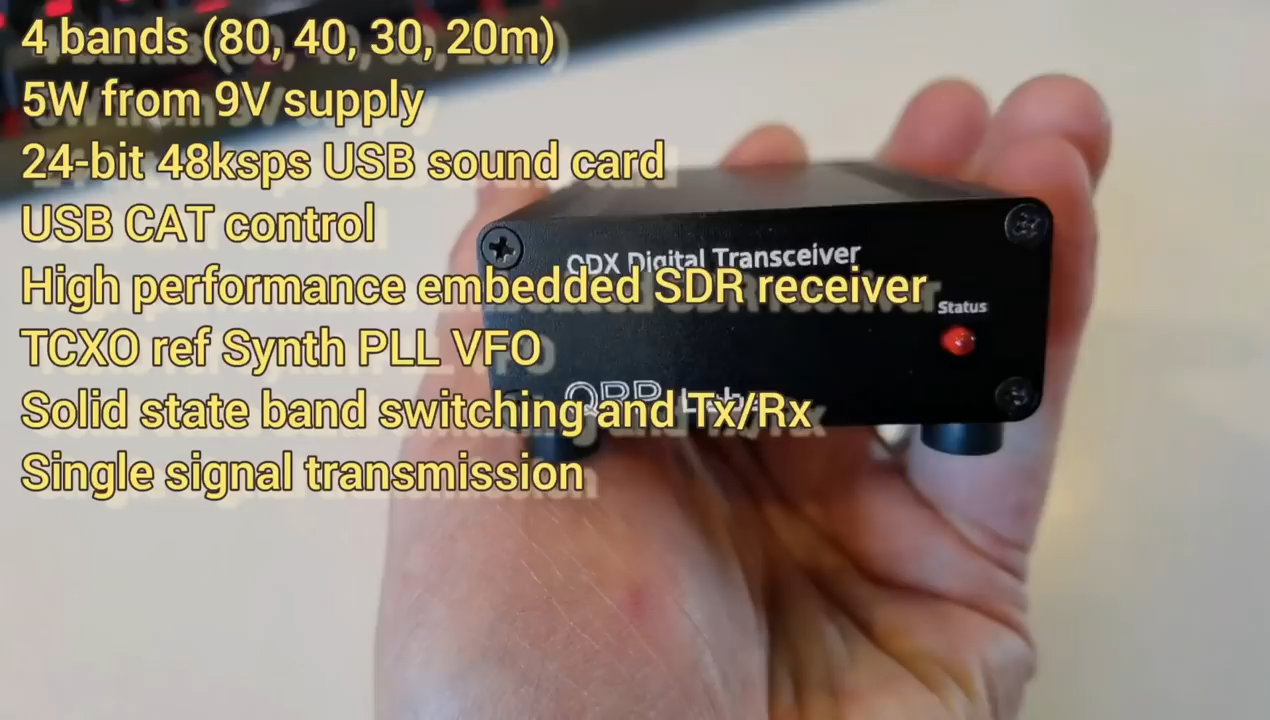 4 bands (80, 40, 30, 20m)
5W from 9V supply
24-bit 48ksps USB sound card
USB CAT control
QDX Digital Transceiver
High performance embedded SDR receiver
Status
TCXO ref Synth PLL VFO
QRP Labs
Solid state band switching and Tx/Rx
Single signal transmission